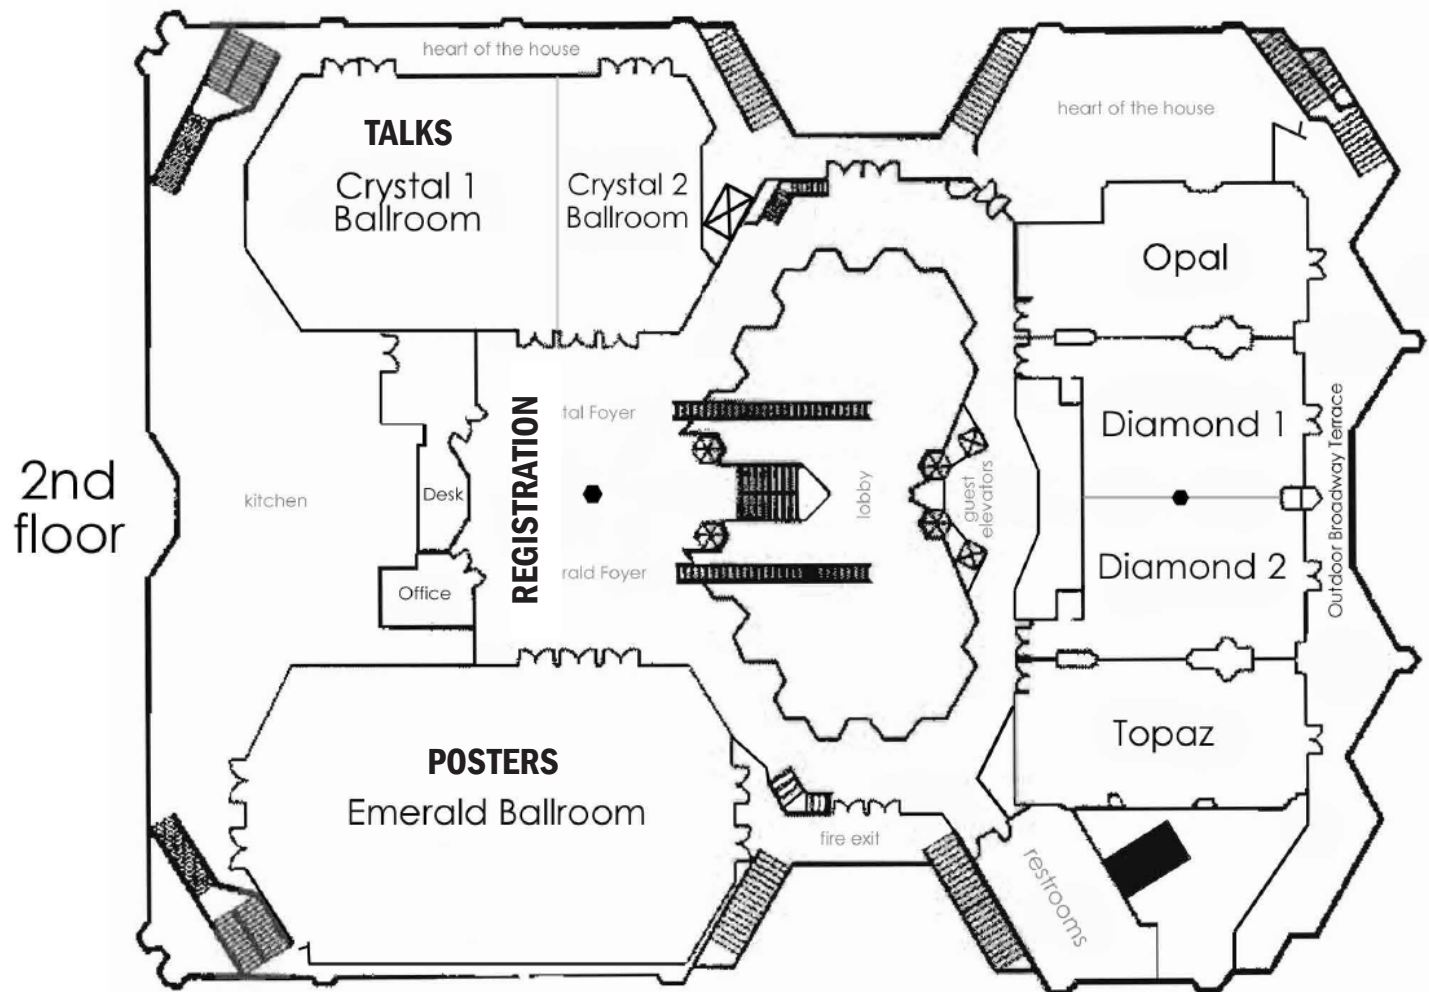 heart of the house
TALKS
Crystal 1
Ballroom
Crystal 2
Ballroom
heart of the house
Opal
2nd
floor
kitchen
Desk
Office
REGISTRATION
tal Foyer
rald Foyer
lobby
guest
elevators
Diamond 1
Diamond 2
Outdoor Broadway Terrace
Topaz
POSTERS
Emerald Ballroom
fire exit
restrooms